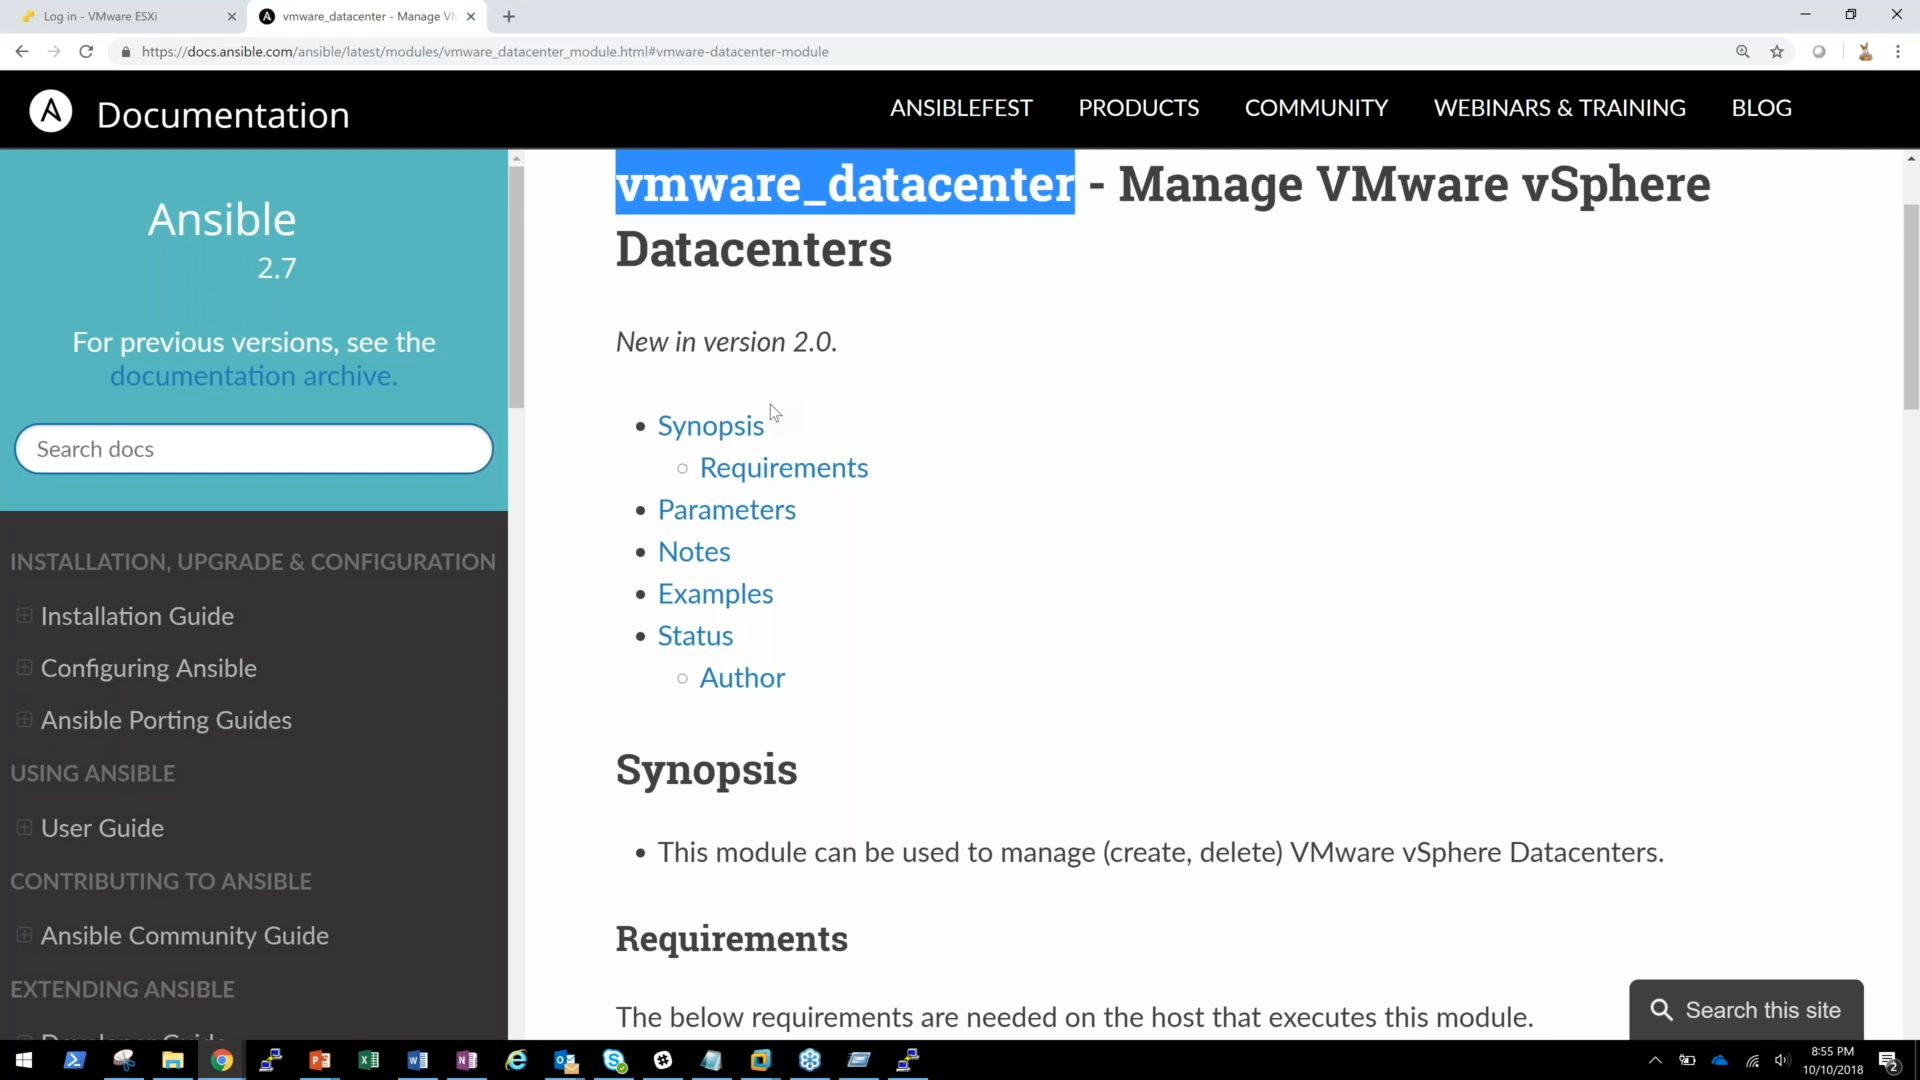 Log in - VMware ESXi
vmware_datacenter - Manage VM
https://docs.ansible.com/ansible/latest/modules/vmware_datacenter_module.html#vmware-datacenter-module
Documentation
ANSIBLEFEST
PRODUCTS
COMMUNITY
WEBINARS & TRAINING
BLOG
Ansible
2.7
For previous versions, see the
documentation archive.
Search docs
INSTALLATION, UPGRADE & CONFIGURATION
Installation Guide
Configuring Ansible
Ansible Porting Guides
USING ANSIBLE
User Guide
CONTRIBUTING TO ANSIBLE
Ansible Community Guide
EXTENDING ANSIBLE
Developer Guide
vmware_datacenter - Manage VMware vSphere
Datacenters
New in version 2.0.
Synopsis
Requirements
Parameters
Notes
Examples
Status
Author
Synopsis
This module can be used to manage (create, delete) VMware vSphere Datacenters.
Requirements
The below requirements are needed on the host that executes this module.
Search this site
8:55 PM
10/10/2018
2